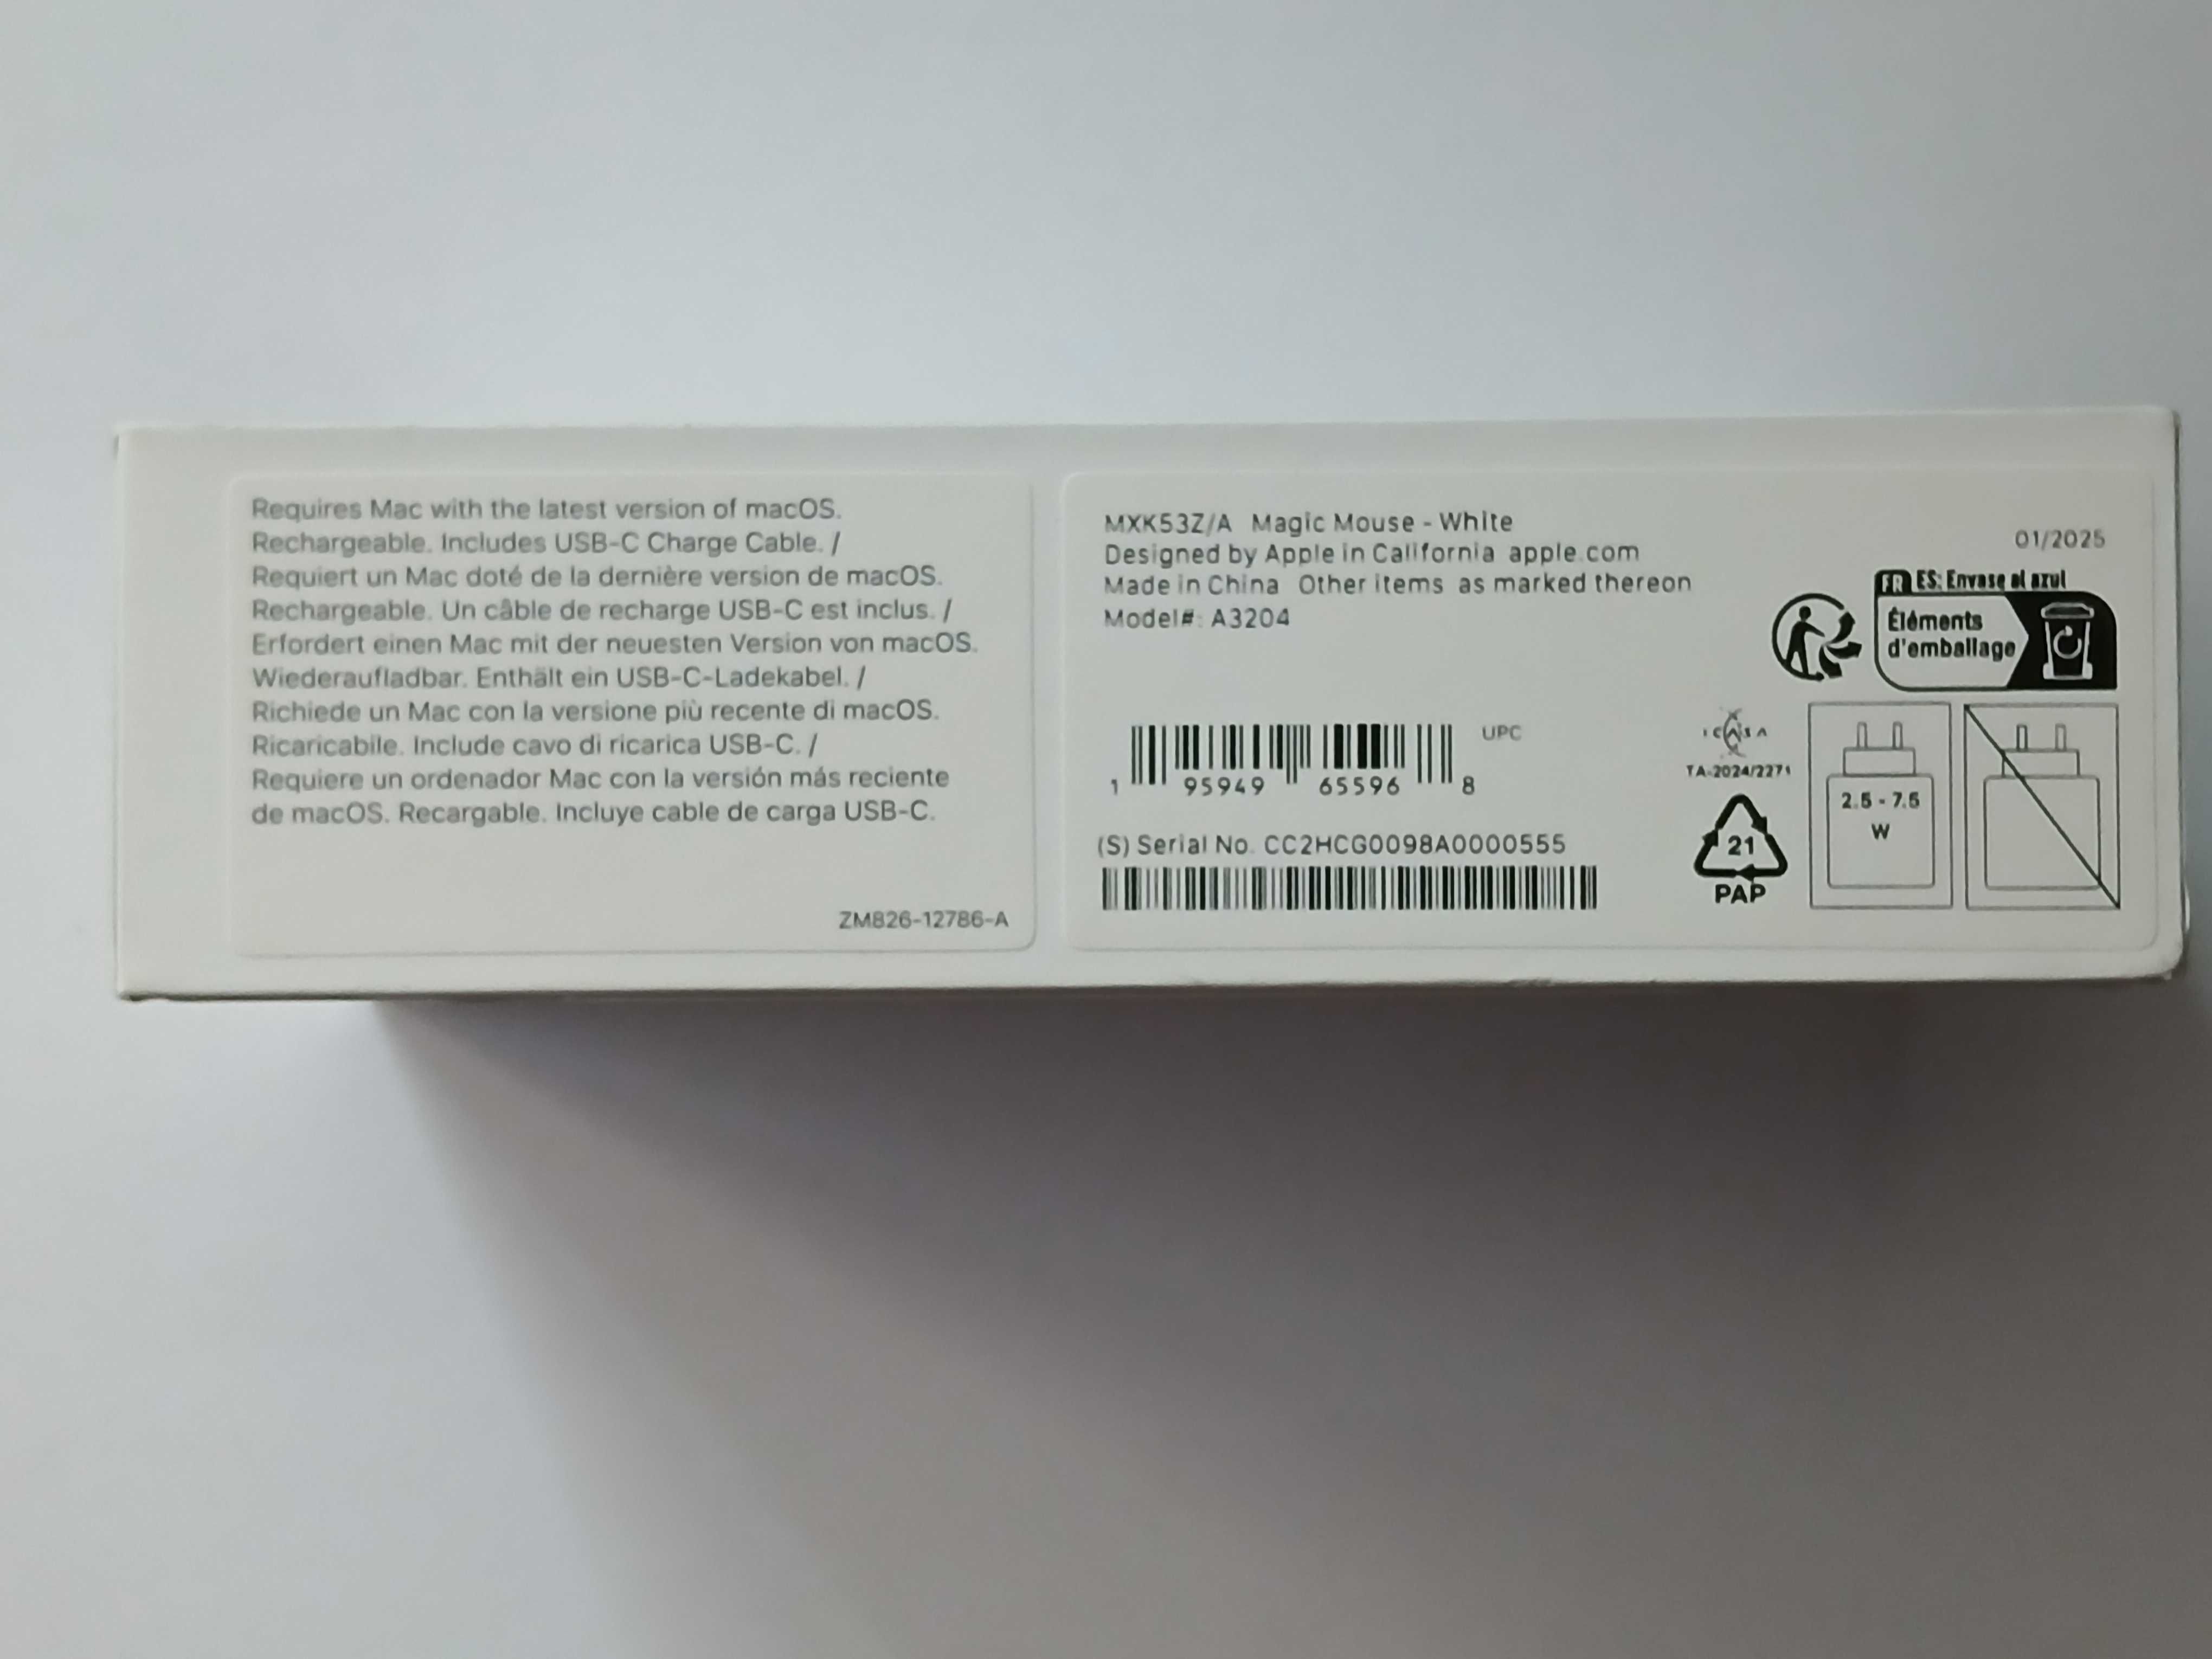 Requires Mac with the latest version of macOS.
Rechargeable. Includes USB-C Charge Cable. /
Requiert un Mac doté de la dernière version de macOS.
Rechargeable. Un câble de recharge USB-C est inclus. /
Erfordert einen Mac mit der neuesten Version von macOS.
Wiederaufladbar. Enthält ein USB-C-Ladekabel. /
Richiede un Mac con la versione più recente di macOS.
Ricaricabile. Include cavo di ricarica USB-C. /
Requiere un ordenador Mac con la versión más reciente
de macOS. Recargable. Incluye cable de carga USB-C.
ZM826-12786-A
MXK53Z/A Magic Mouse - White
Designed by Apple in California apple.com
Made in China Other items as marked thereon
Model#: A3204
01/2025
FR ES: Envase al azul
Éléments
d'emballage
UPC
1 95949 65596 8
(S) Serial No. CC2HCG0098A0000555
ICASA
TA-2024/2271
21
PAP
2.5 - 7.5
W